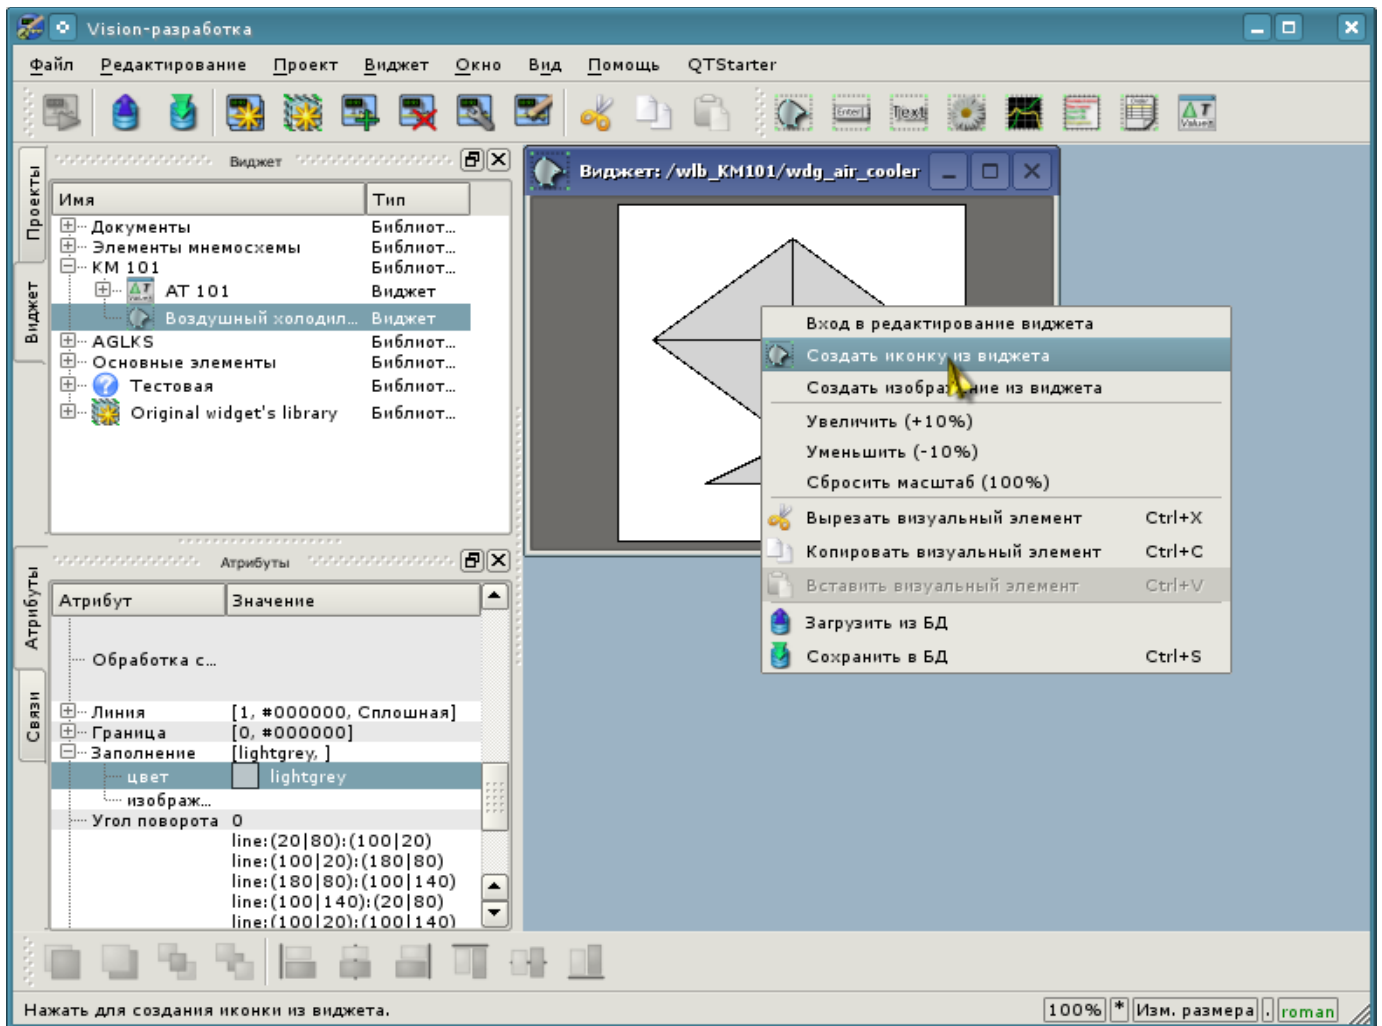 Vision-разработка
Файл Редактирование Проект Виджет Окно Вид Помощь QTStarter
Enter Text Values
Виджет
Виджет: /wlb_KM101/wdg_air_cooler
Проекты
Виджет
Имя Тип
Документы Библиот...
Элементы мнемосхемы Библиот...
КМ 101 Библиот...
АТ 101 Виджет
Воздушный холодил... Виджет
AGLKS Библиот...
Основные элементы Библиот...
Тестовая Библиот...
Original widget's library Библиот...
Вход в редактирование виджета
Создать иконку из виджета
Создать изображение из виджета
Увеличить (+10%)
Уменьшить (-10%)
Сбросить масштаб (100%)
Вырезать визуальный элемент Ctrl+X
Копировать визуальный элемент Ctrl+C
Вставить визуальный элемент Ctrl+V
Загрузить из БД
Сохранить в БД Ctrl+S
Атрибуты
Атрибуты
Связи
Атрибут Значение
Обработка с...
Линия [1, #000000, Сплошная]
Граница [0, #000000]
Заполнение [lightgrey, ]
цвет lightgrey
изображ...
Угол поворота 0
line:(20|80):(100|20)
line:(100|20):(180|80)
line:(180|80):(100|140)
line:(100|140):(20|80)
line:(100|20):(100|140)
Нажать для создания иконки из виджета.
100% * Изм. размера . roman